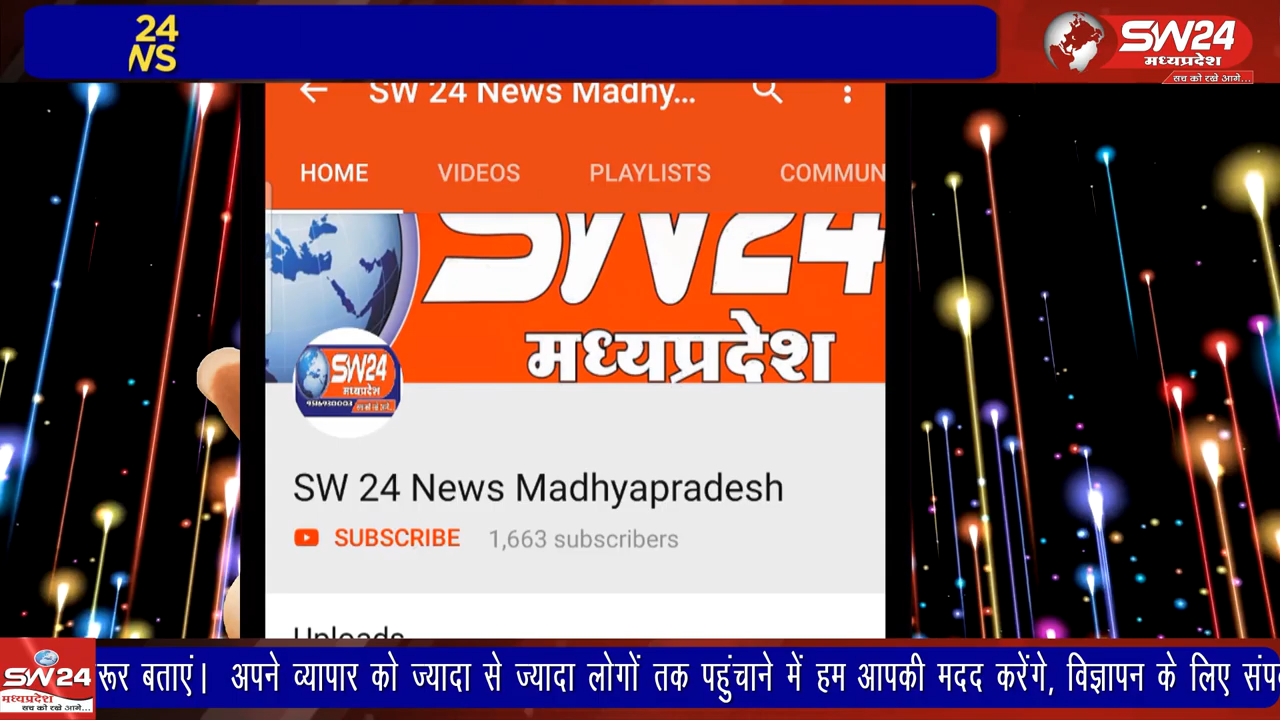 24
NS
SW24
मध्यप्रदेश
सच को रखे आगे...
SW 24 News Madhy...
HOME VIDEOS PLAYLISTS COMMUN
SW24
मध्यप्रदेश
SW24
मध्यप्रदेश
SW 24 News Madhyapradesh
SUBSCRIBE 1,663 subscribers
Uploads
SW24
मध्यप्रदेश
सच को रखे आगे...
रूर बताएं। अपने व्यापार को ज्यादा से ज्यादा लोगों तक पहुंचाने में हम आपकी मदद करेंगे, विज्ञापन के लिए संप